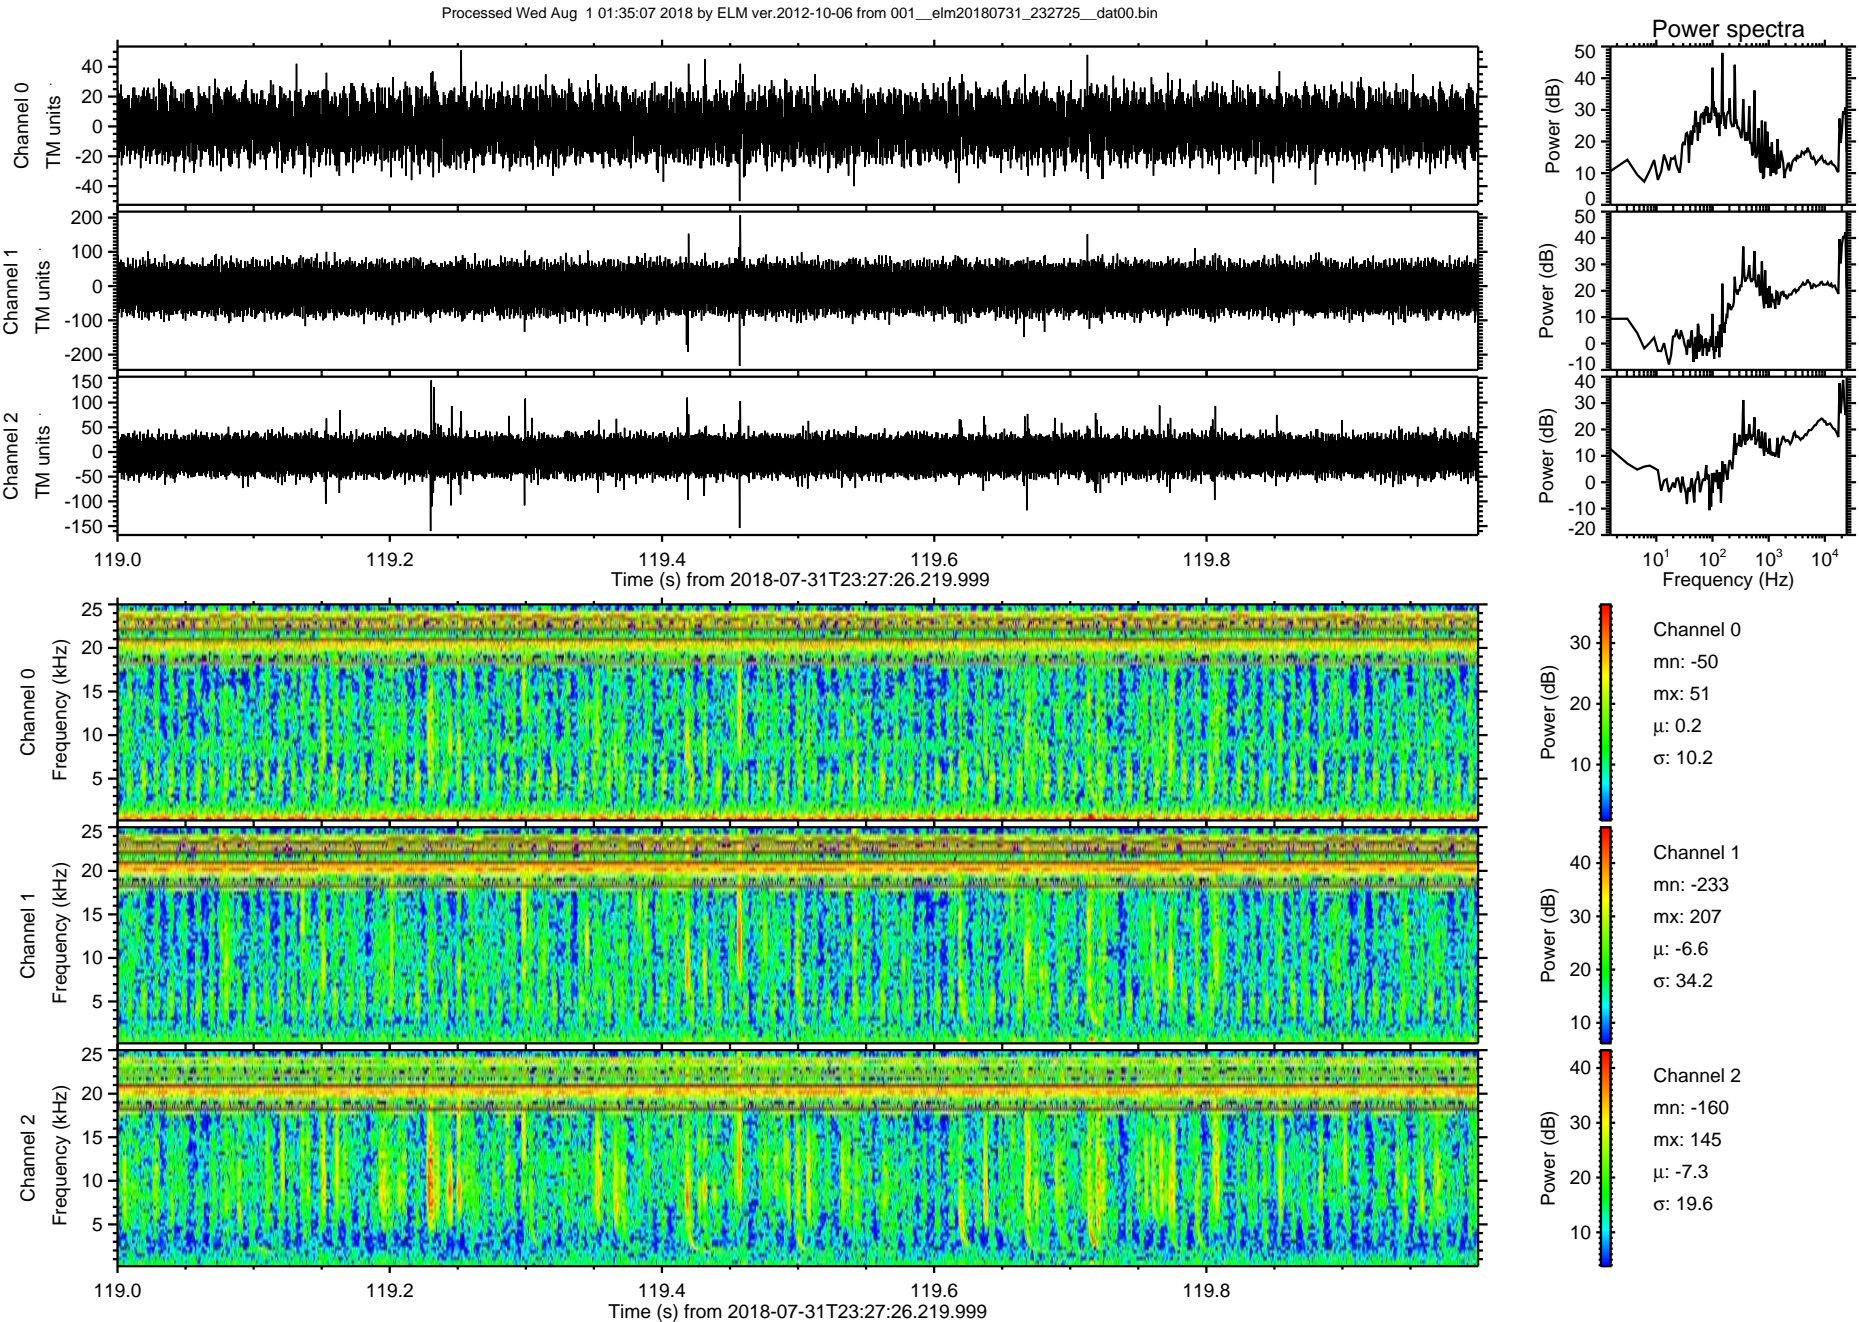 Processed Wed Aug  1 01:35:07 2018 by ELM ver.2012-10-06 from 001__elm20180731_232725__dat00.bin
Power spectra
Channel 0
TM units
40
20
0
-20
-40
Power (dB)
50
40
30
20
10
0
Channel 1
TM units
200
100
0
-100
-200
Power (dB)
50
40
30
20
10
0
-10
Channel 2
TM units
150
100
50
0
-50
-100
-150
Power (dB)
40
30
20
10
0
-10
-20
119.0 119.2 119.4 119.6 119.8
Time (s) from 2018-07-31T23:27:26.219.999
10^1 10^2 10^3 10^4
Frequency (Hz)
Channel 0
Frequency (kHz)
25
20
15
10
5
Power (dB)
30
20
10
Channel 0
mn: -50
mx: 51
μ: 0.2
σ: 10.2
Channel 1
Frequency (kHz)
25
20
15
10
5
Power (dB)
40
30
20
10
Channel 1
mn: -233
mx: 207
μ: -6.6
σ: 34.2
Channel 2
Frequency (kHz)
25
20
15
10
5
Power (dB)
40
30
20
10
Channel 2
mn: -160
mx: 145
μ: -7.3
σ: 19.6
119.0 119.2 119.4 119.6 119.8
Time (s) from 2018-07-31T23:27:26.219.999